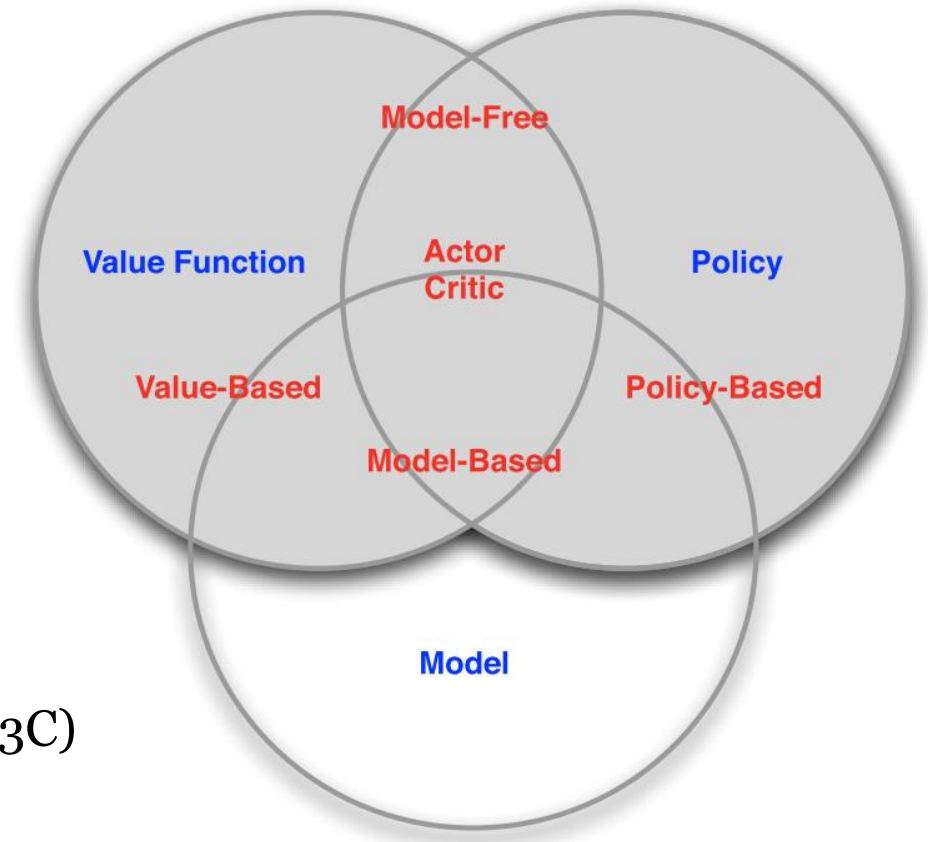 Model-Free
Value Function
Actor
Critic
Policy
Value-Based
Policy-Based
Model-Based
Model
3C)